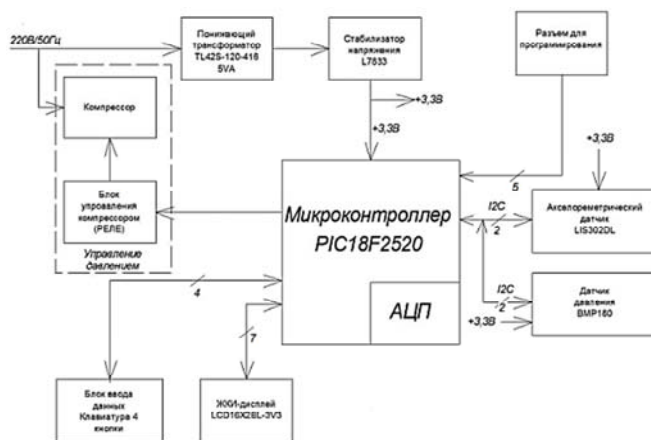 220В/50Гц
Понижающий
трансформатор
TL42S-120-416
5VA
Стабилизатор
напряжения
L7833
Разъем для
программирования
+3,3В
+3,3В
+3,3В
Компрессор
5
Блок
управления
компрессором
(РЕЛЕ)
Управление
давлением
Микроконтроллер
PIC18F2520
I2C
2
Акселорометрический
датчик
LIS302DL
4
АЦП
I2C
2
Датчик
давления
BMP180
+3,3В
7
Блок ввода
данных
Клавиатура 4
кнопки
ЖКИ-дисплей
LCD16X2BL-3V3